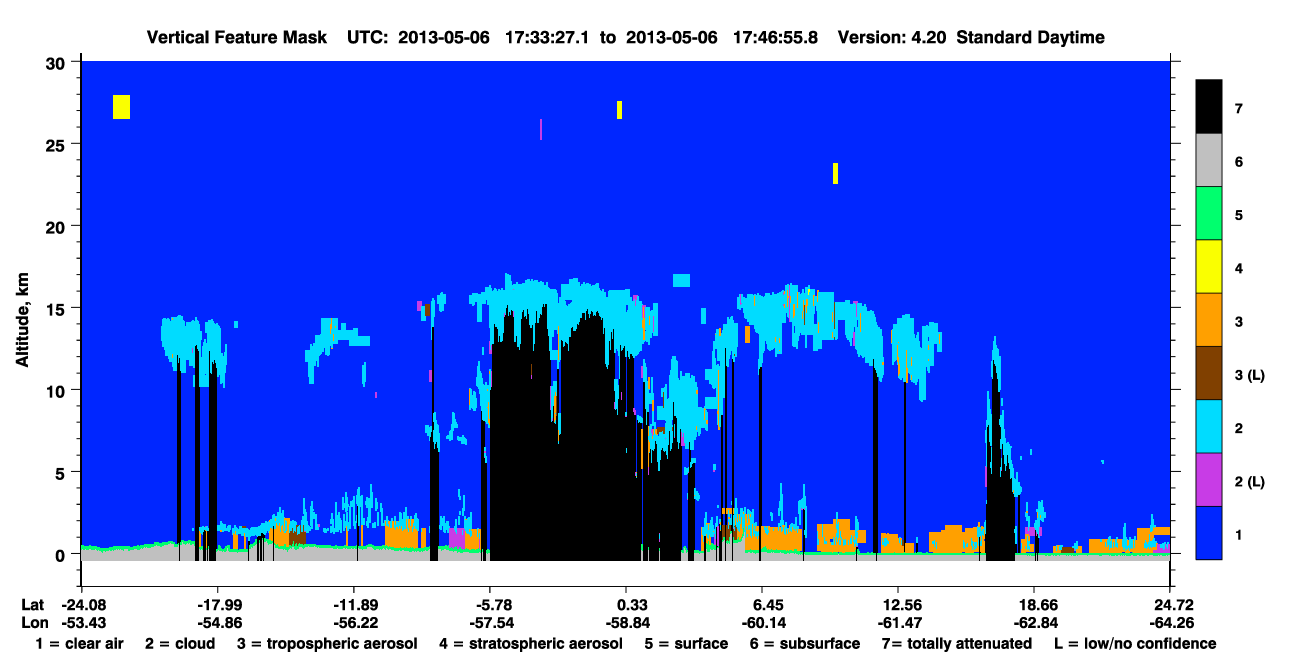 Vertical Feature Mask UTC: 2013-05-06 17:33:27.1 to 2013-05-06 17:46:55.8 Version: 4.20 Standard Daytime
30
25
20
15
10
5
0
Altitude, km
7
6
5
4
3
3 (L)
2
2 (L)
1
Lat -24.08 -17.99 -11.89 -5.78 0.33 6.45 12.56 18.66 24.72
Lon -53.43 -54.86 -56.22 -57.54 -58.84 -60.14 -61.47 -62.84 -64.26
1 = clear air 2 = cloud 3 = tropospheric aerosol 4 = stratospheric aerosol 5 = surface 6 = subsurface 7= totally attenuated L = low/no confidence